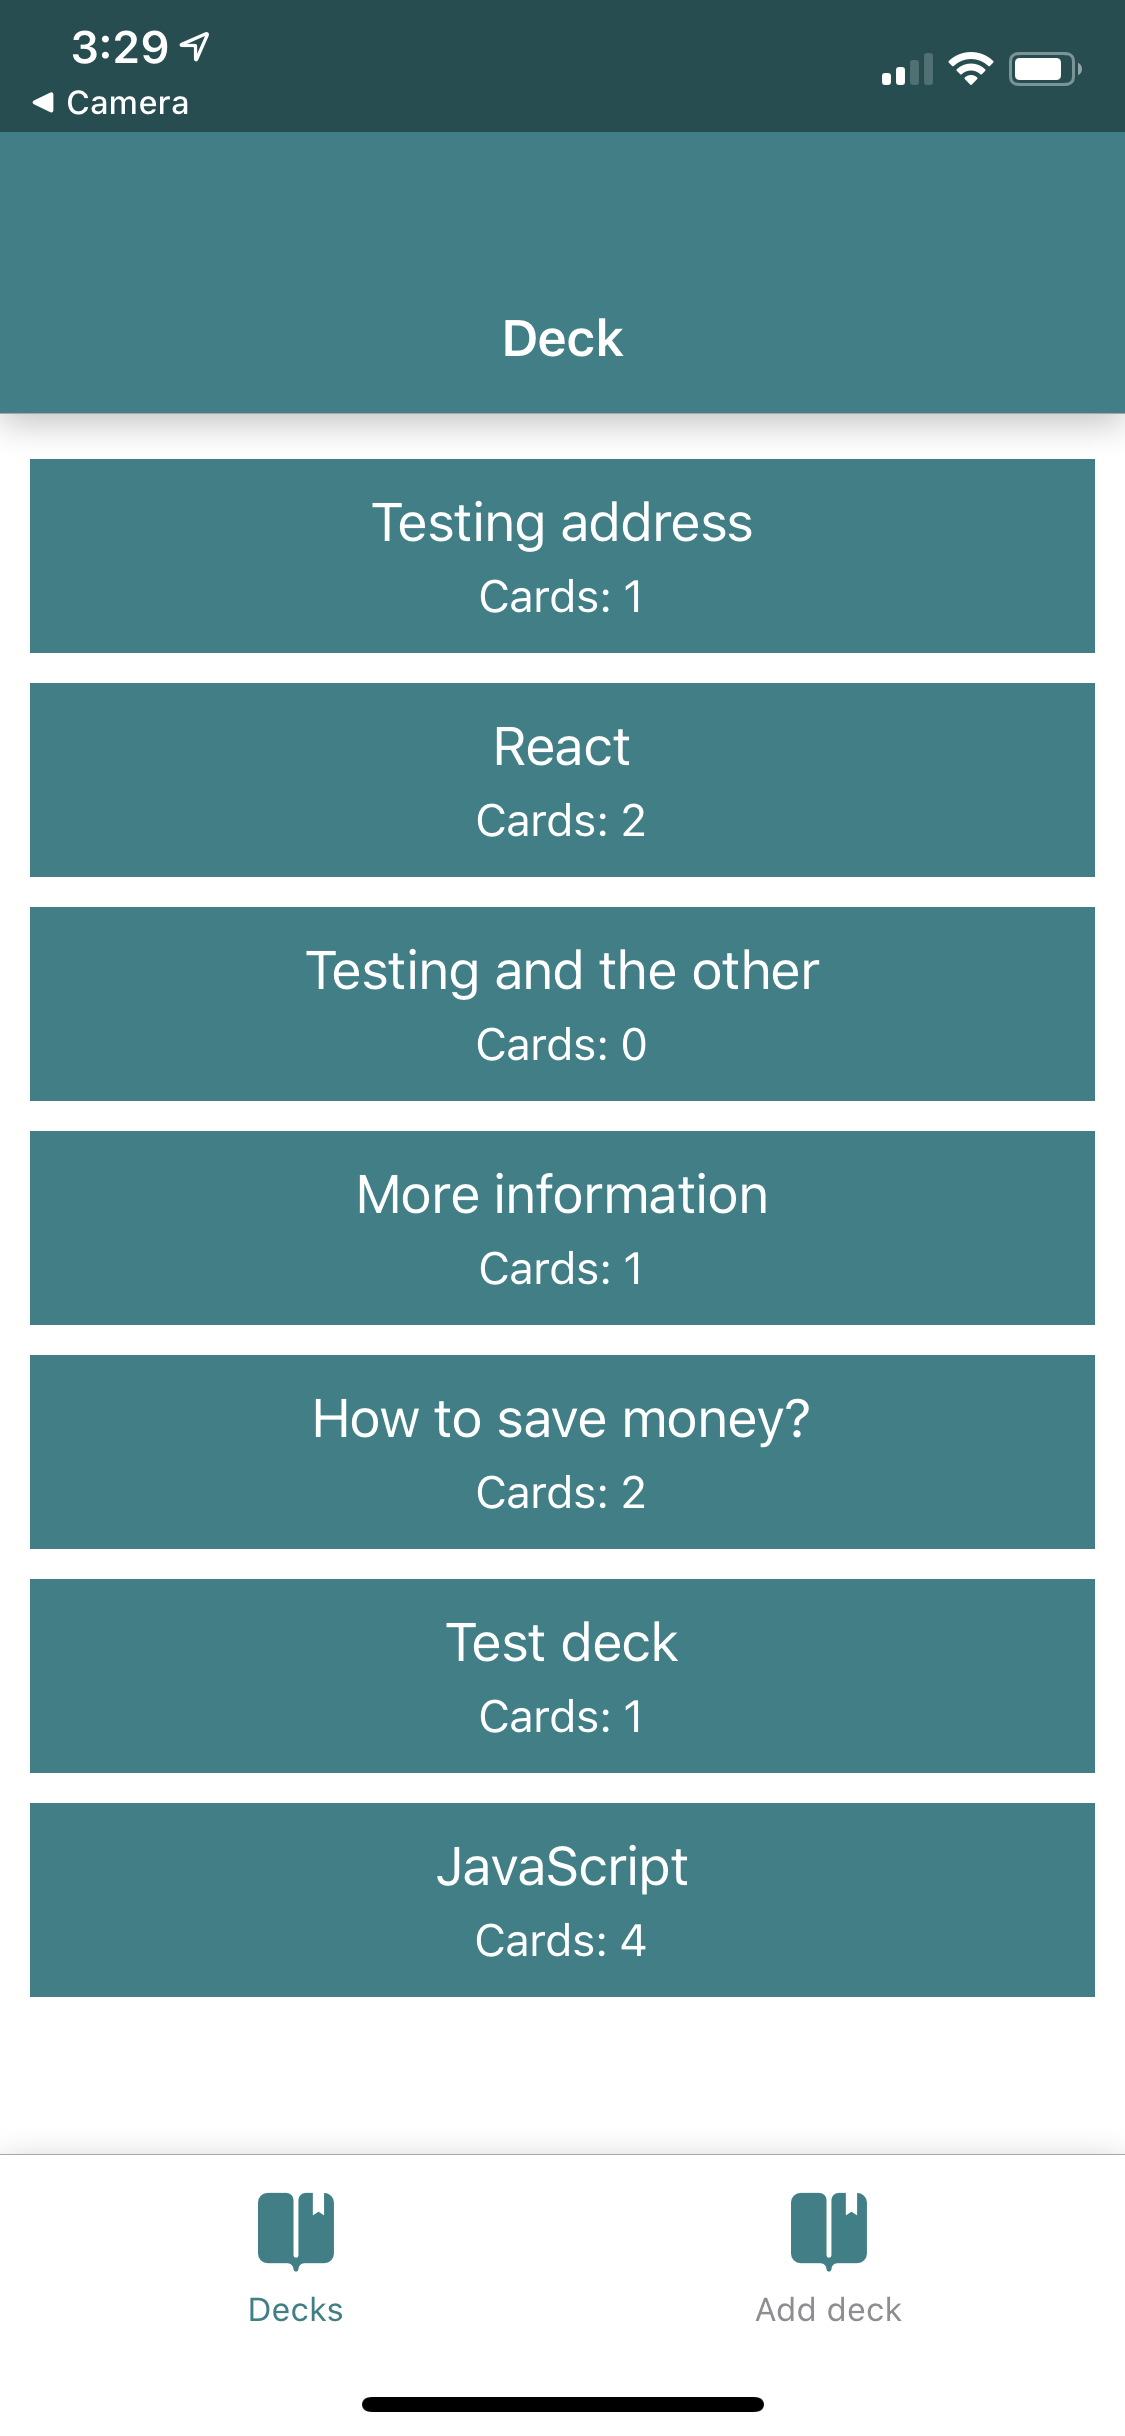 3:29
Camera
Deck
Testing address
Cards: 1
React
Cards: 2
Testing and the other
Cards: 0
More information
Cards: 1
How to save money?
Cards: 2
Test deck
Cards: 1
JavaScript
Cards: 4
Decks
Add deck